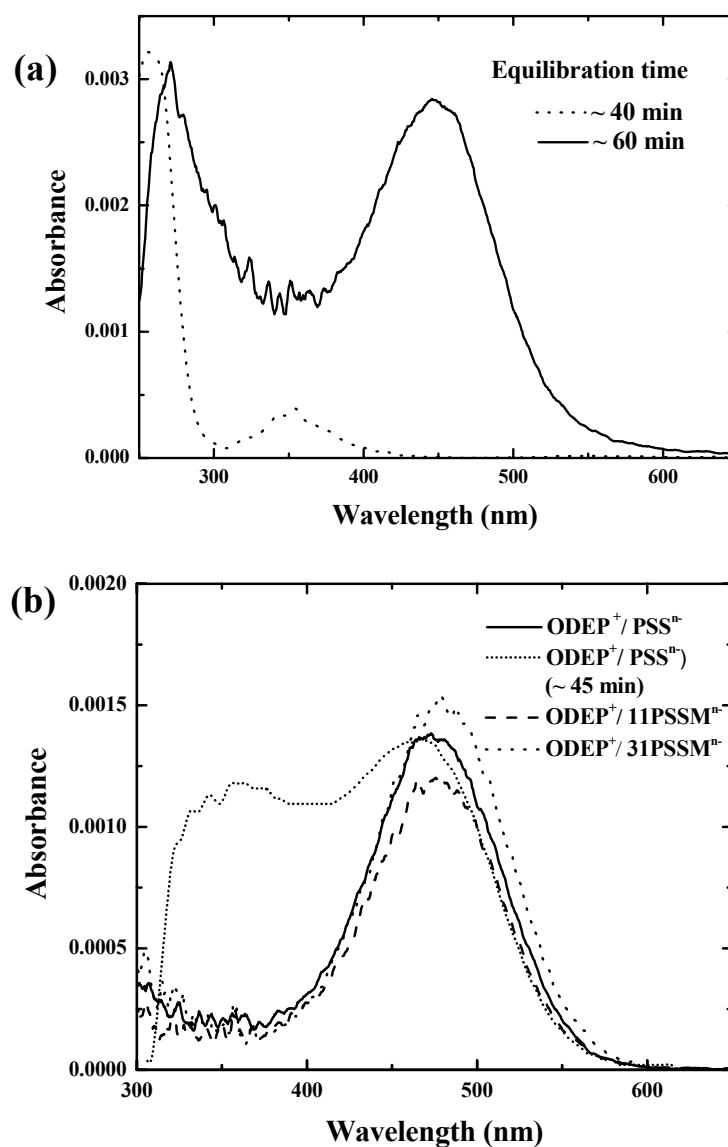 (a)
Equilibration time
~ 40 min
~ 60 min
0.003
0.002
0.001
0.000
Absorbance
300 400 500 600
Wavelength (nm)
(b)
ODEP+/ PSSn-
ODEP+/ PSSn-)
(~ 45 min)
ODEP+/ 11PSSMn-
ODEP+/ 31PSSMn-
0.0020
0.0015
0.0010
0.0005
0.0000
Absorbance
300 400 500 600
Wavelength (nm)